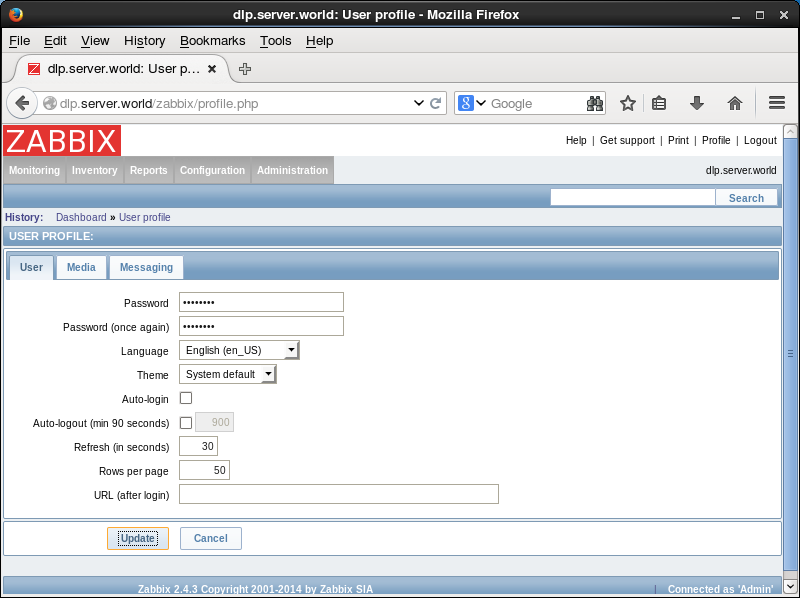 dlp.server.world: User profile - Mozilla Firefox
File Edit View History Bookmarks Tools Help
dlp.server.world: User p...
dlp.server.world/zabbix/profile.php
8 Google
ZABBIX
Help | Get support | Print | Profile | Logout
Monitoring Inventory Reports Configuration Administration
dlp.server.world
Search
History: Dashboard » User profile
USER PROFILE:
User Media Messaging
Password ••••••••
Password (once again) ••••••••
Language English (en_US)
Theme System default
Auto-login
Auto-logout (min 90 seconds) 900
Refresh (in seconds) 30
Rows per page 50
URL (after login)
Update Cancel
Zabbix 2.4.3 Copyright 2001-2014 by Zabbix SIA | Connected as 'Admin'